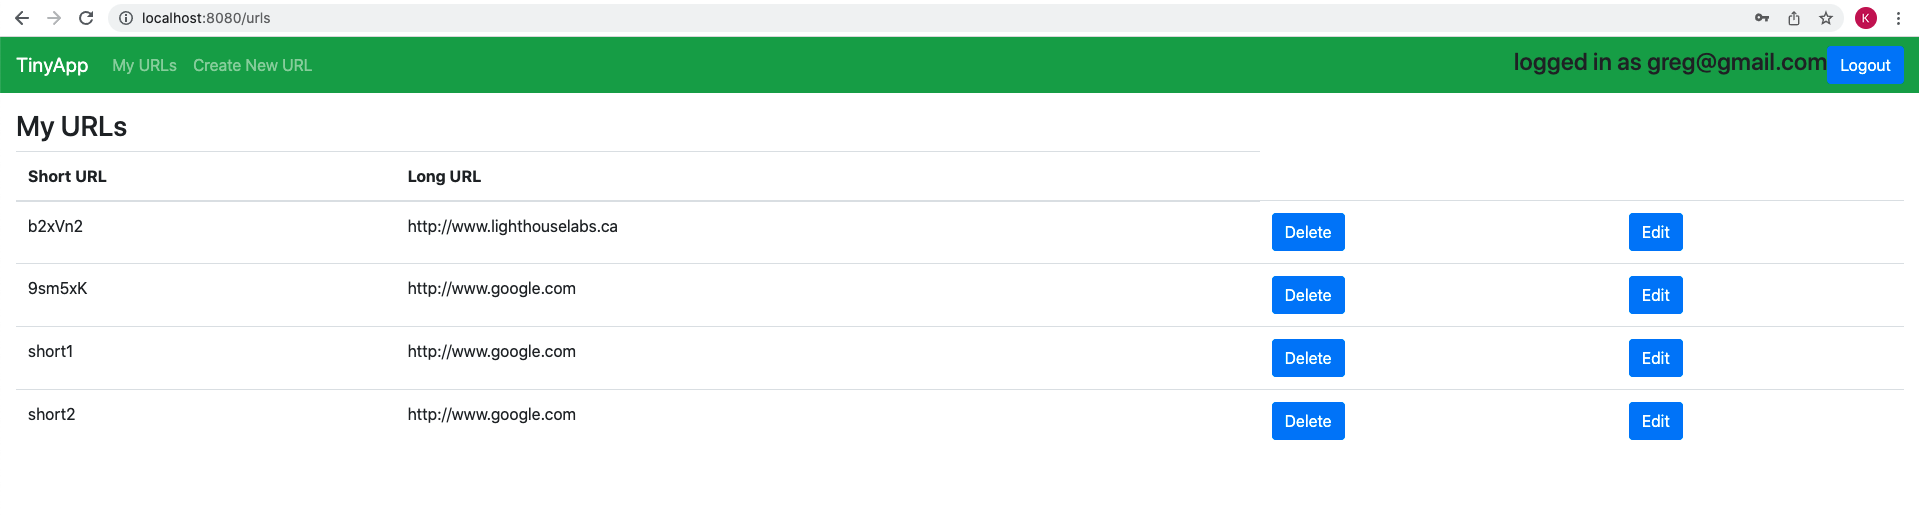 localhost:8080/urls
K
TinyApp My URLs Create New URL logged in as greg@gmail.com Logout
My URLs
Short URL Long URL
b2xVn2 http://www.lighthouselabs.ca Delete Edit
9sm5xK http://www.google.com Delete Edit
short1 http://www.google.com Delete Edit
short2 http://www.google.com Delete Edit